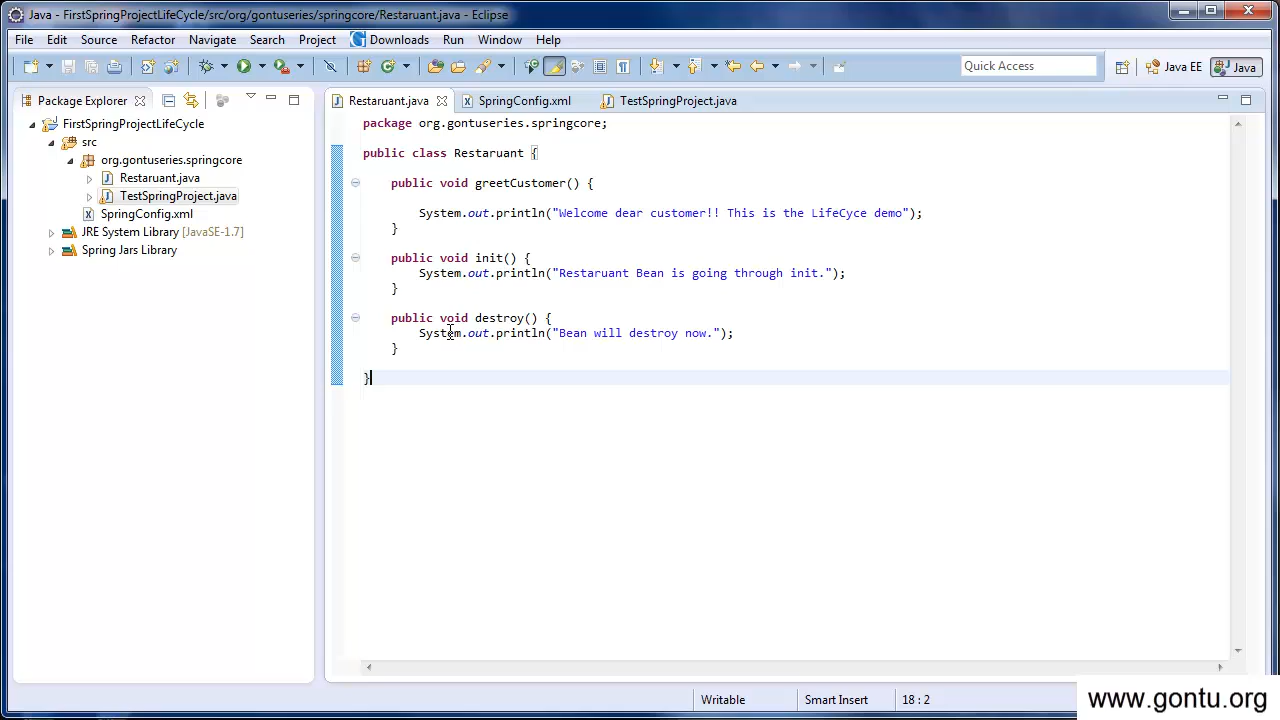 Java - FirstSpringProjectLifeCycle/src/org/gontuseries/springcore/Restaruant.java - Eclipse
File Edit Source Refactor Navigate Search Project Downloads Run Window Help
Quick Access Java EE Java
Package Explorer
FirstSpringProjectLifeCycle
src
org.gontuseries.springcore
Restaruant.java
TestSpringProject.java
SpringConfig.xml
JRE System Library [JavaSE-1.7]
Spring Jars Library
Restaruant.java SpringConfig.xml TestSpringProject.java
package org.gontuseries.springcore;
public class Restaruant {
public void greetCustomer() {
System.out.println("Welcome dear customer!! This is the LifeCyce demo");
}
public void init() {
System.out.println("Restaruant Bean is going through init.");
}
public void destroy() {
System.out.println("Bean will destroy now.");
}
}
Writable Smart Insert 18 : 2
www.gontu.org